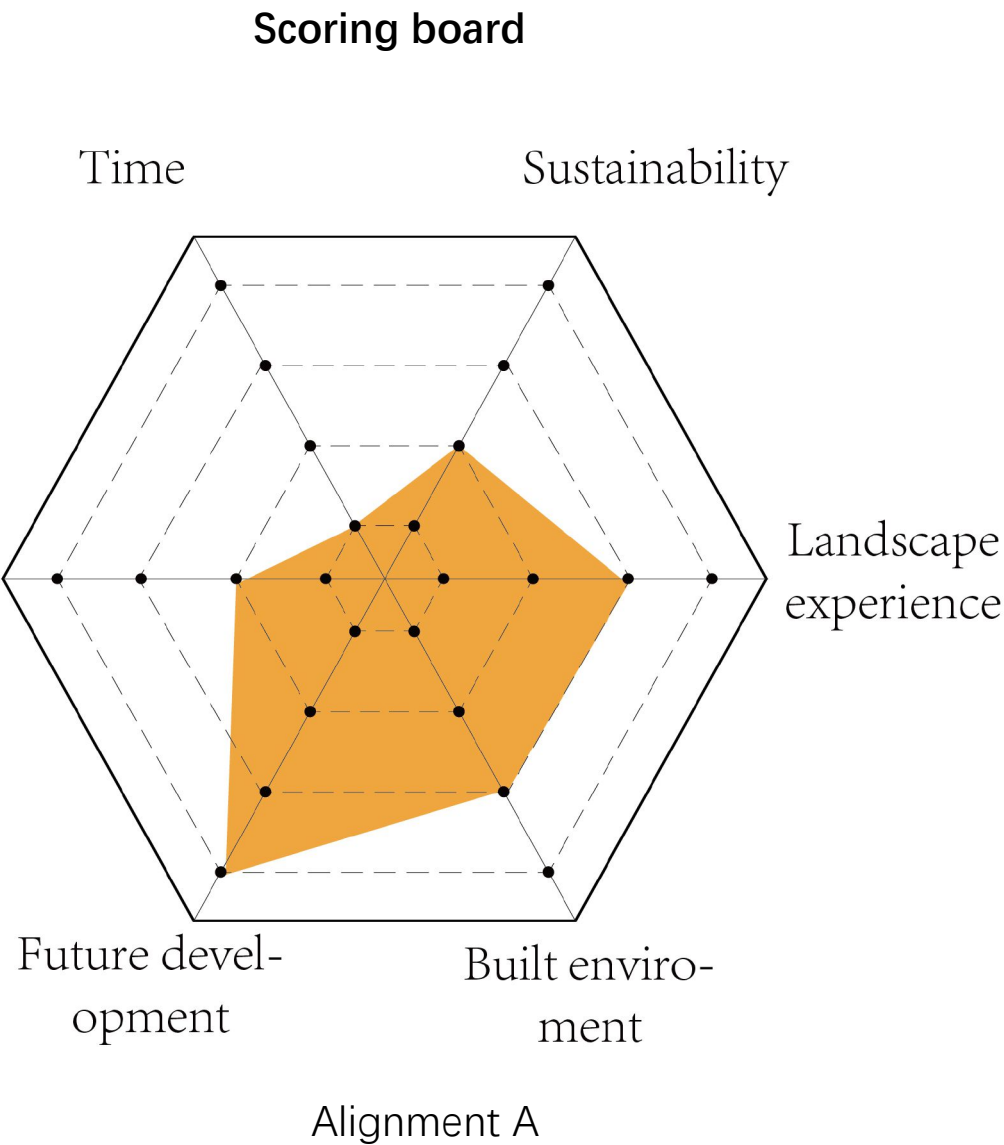 Scoring board
Time
Sustainability
Landscape
experience
Future devel-
opment
Built enviro-
ment
Alignment A